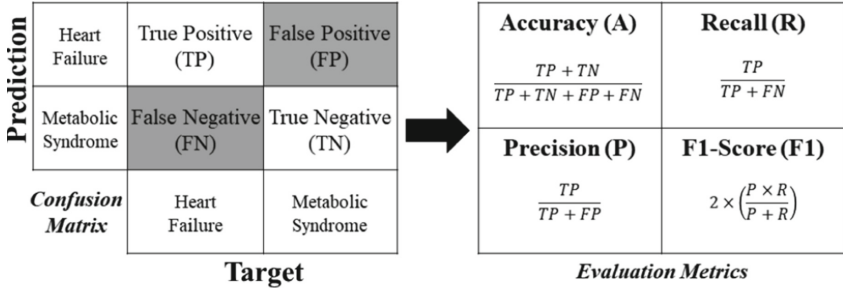 Prediction
Heart
Failure
True Positive
(TP)
False Positive
(FP)
Metabolic
Syndrome
False Negative
(FN)
True Negative
(TN)
Confusion
Matrix
Heart
Failure
Metabolic
Syndrome
Target
Accuracy (A)
TP + TN
TP + TN + FP + FN
Recall (R)
TP
TP + FN
Precision (P)
TP
TP + FP
F1-Score (F1)
2 × (P × R / P + R)
Evaluation Metrics